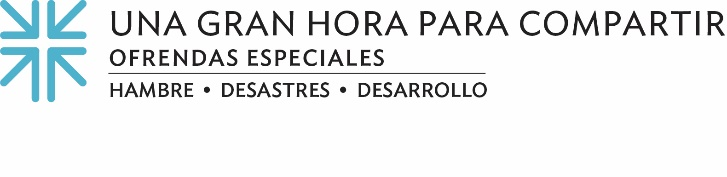 UNA GRAN HORA PARA COMPARTIR
OFRENDAS ESPECIALES
HAMBRE • DESASTRES • DESARROLLO